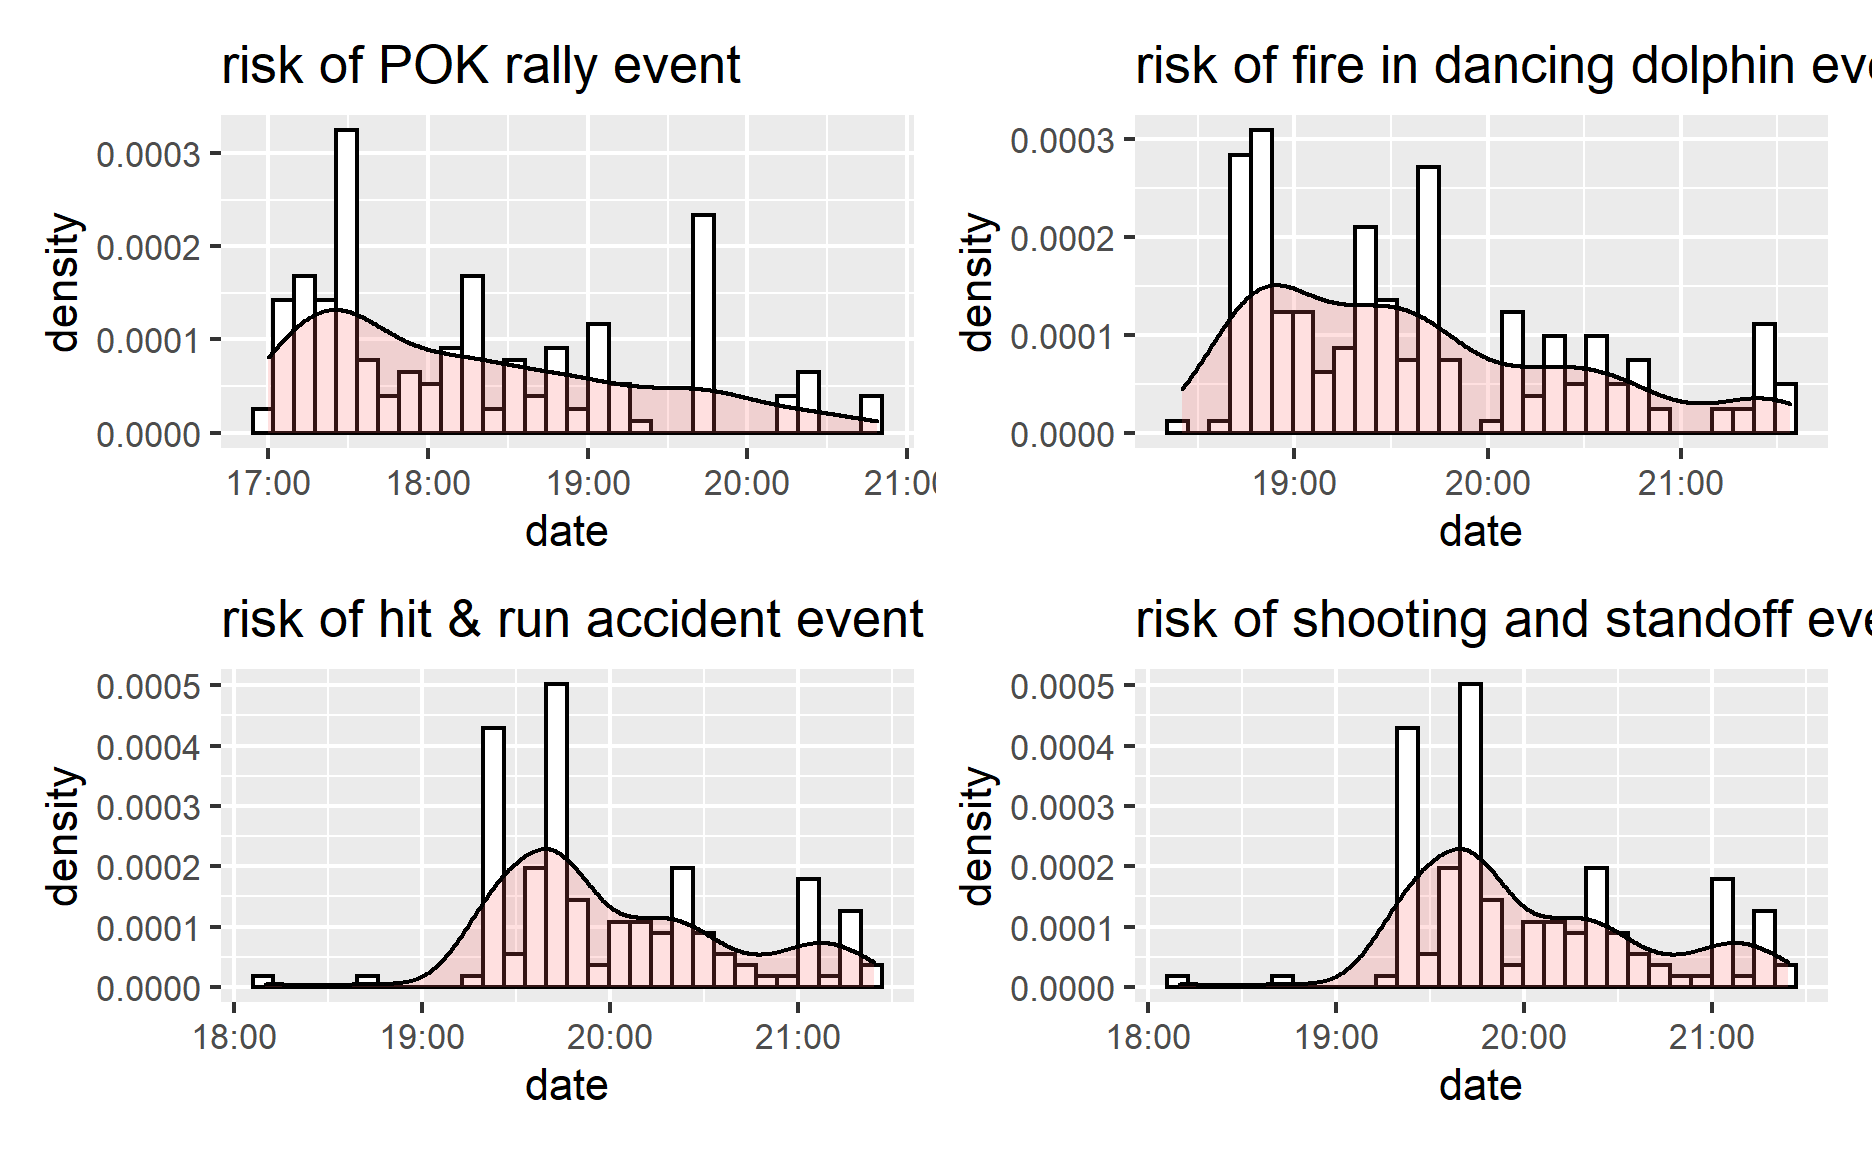 risk of POK rally event
density
0.0003
0.0002
0.0001
0.0000
17:00 18:00 19:00 20:00 21:0
date
risk of fire in dancing dolphin eve
density
0.0003
0.0002
0.0001
0.0000
19:00 20:00 21:00
date
risk of hit & run accident event
density
0.0005
0.0004
0.0003
0.0002
0.0001
0.0000
18:00 19:00 20:00 21:00
date
risk of shooting and standoff eve
density
0.0005
0.0004
0.0003
0.0002
0.0001
0.0000
18:00 19:00 20:00 21:00
date